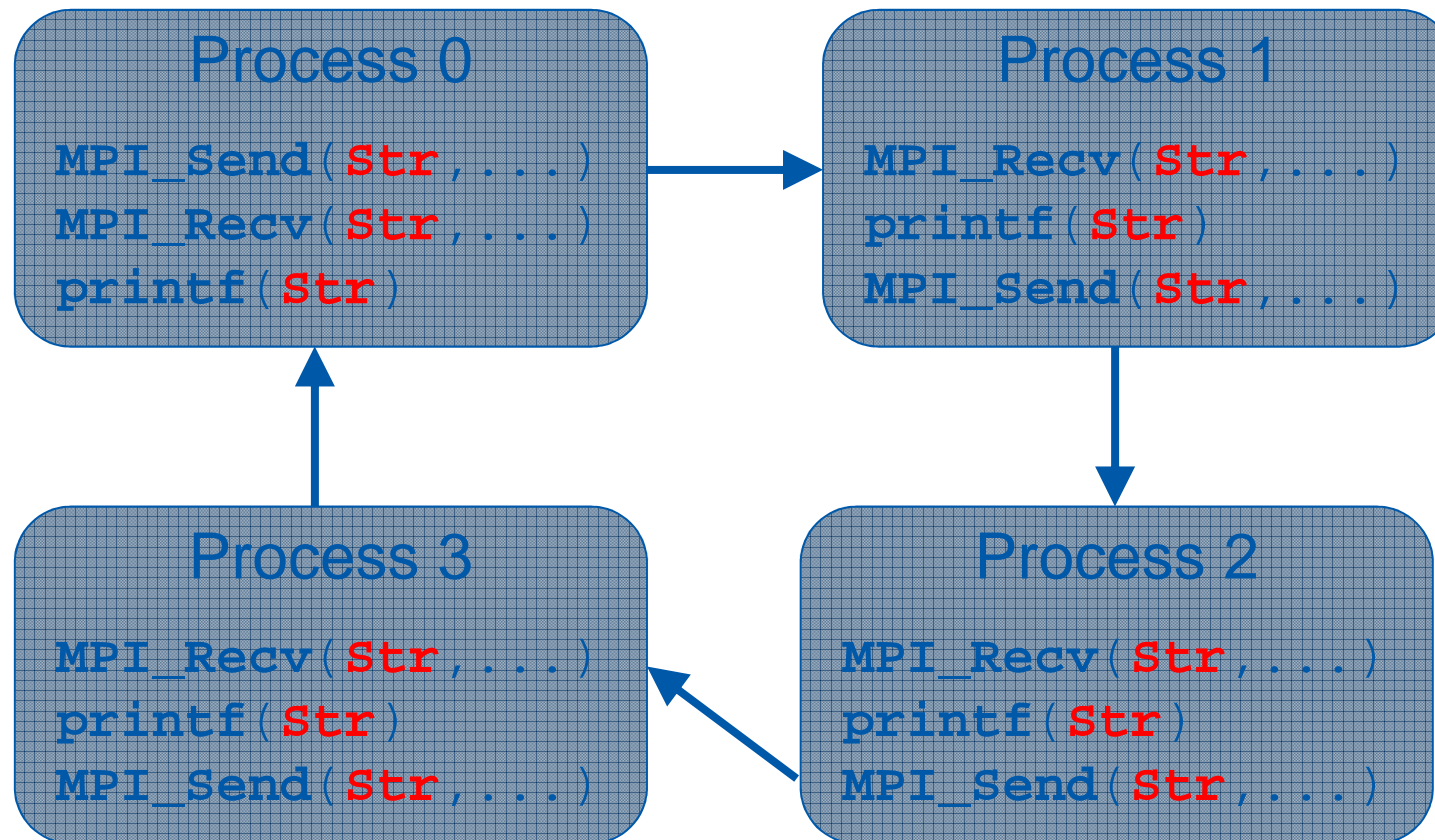 Process 0
MPI_Send(Str,...)
MPI_Recv(Str,...)
printf(Str)
Process 1
MPI_Recv(Str,...)
printf(Str)
MPI_Send(Str,...)
Process 3
MPI_Recv(Str,...)
printf(Str)
MPI_Send(Str,...)
Process 2
MPI_Recv(Str,...)
printf(Str)
MPI_Send(Str,...)